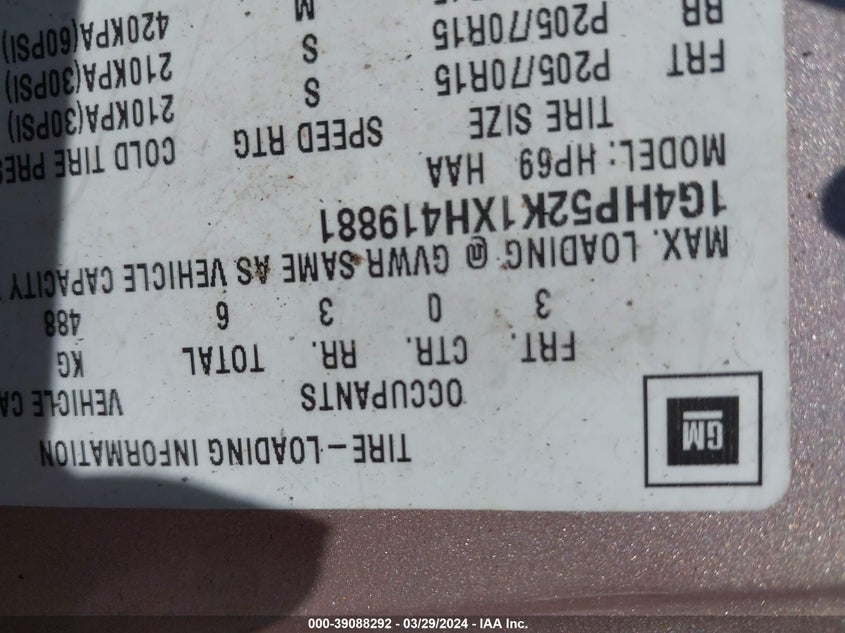 GM
TIRE-LOADING INFORMATION
OCCUPANTS VEHICLE CA
FRT. CTR. RR. TOTAL KG
3 0 3 6 488
MAX. LOADING @ GVWR SAME AS VEHICLE CAPACITY
1G4HP52K1XH419881
MODEL: HP69 HAA
TIRE SIZE SPEED RTG COLD TIRE PRES
FRT P205/70R15 S 210KPA(30PSI)
RR P205/70R15 S 210KPA(30PSI)
M 420KPA(60PSI)
000-39088292 - 03/29/2024 - IAA Inc.